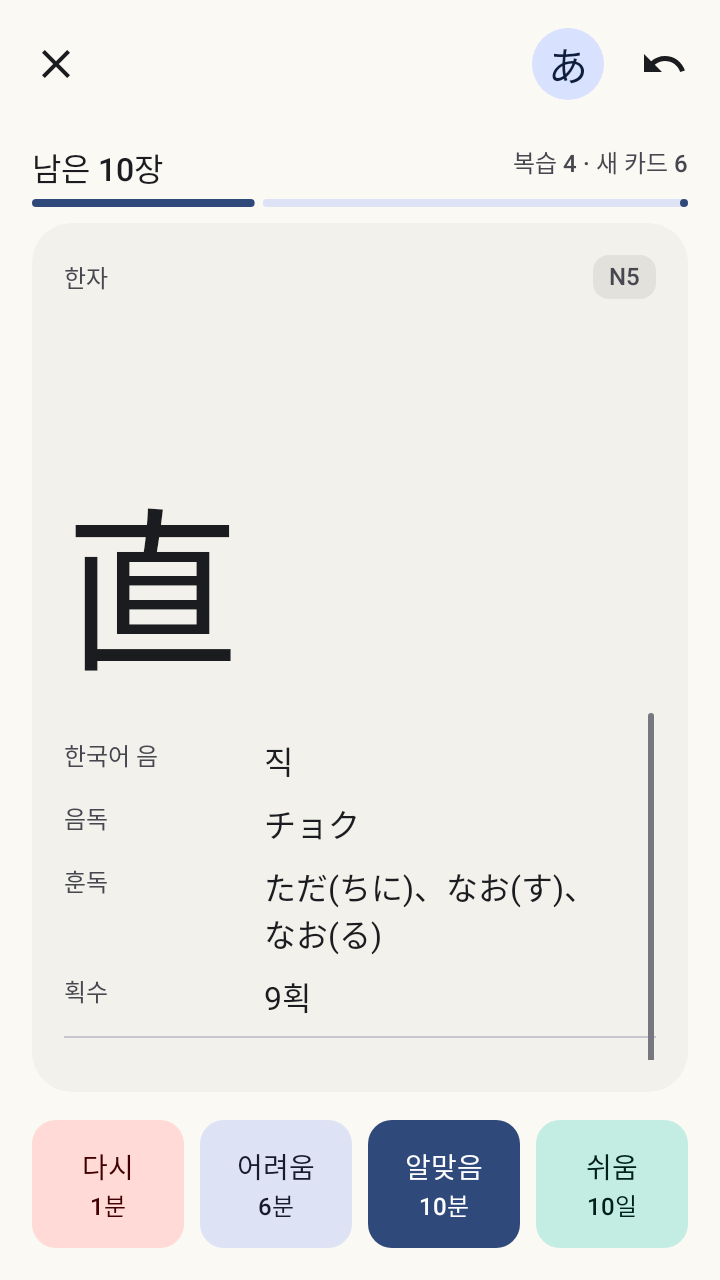 あ
남은 10장
복습 4 · 새 카드 6
한자
N5
直
한국어 음
직
음독
チョク
훈독
ただ(ちに)、なお(す)、
なお(る)
획수
8획
다시
1분
어려움
6분
알맞음
10분
쉬움
10일